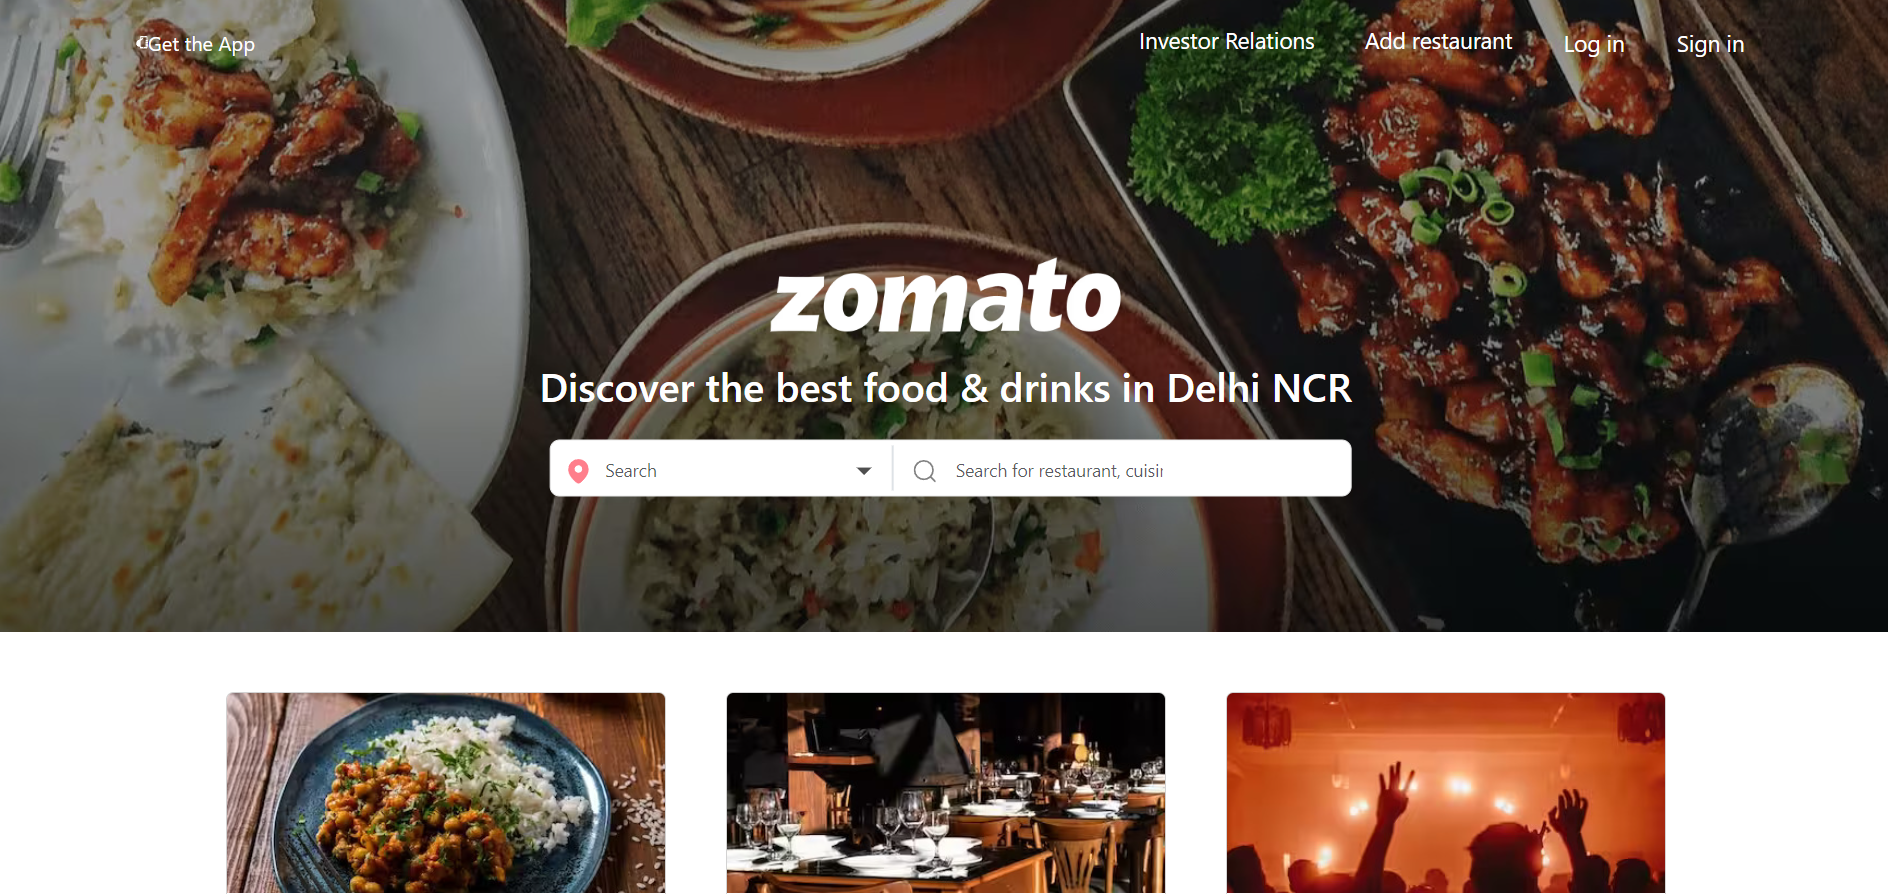 Get the App
Investor Relations
Add restaurant
Log in
Sign in
zomato
Discover the best food & drinks in Delhi NCR
Search
Search for restaurant, cuisi